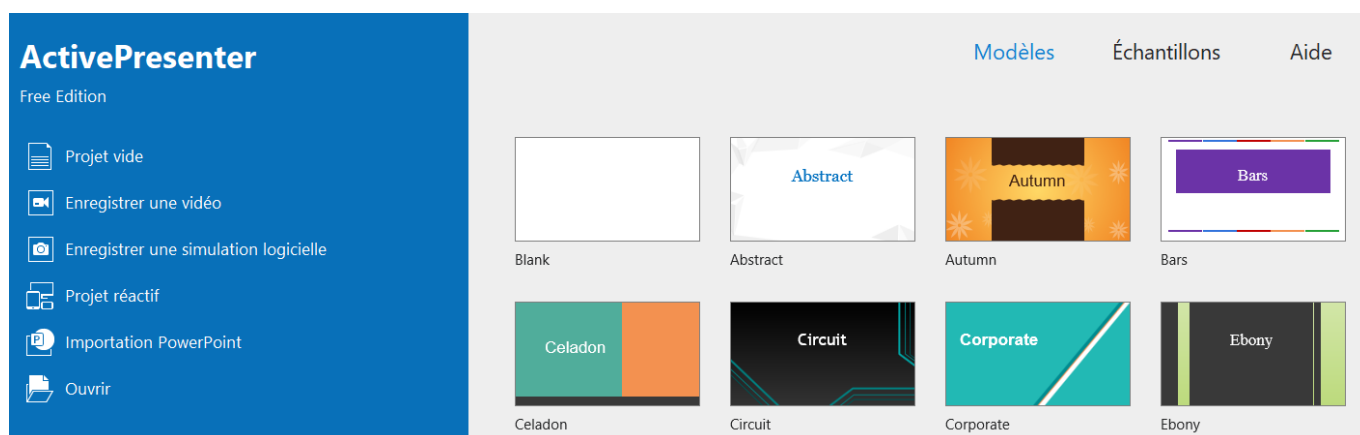 ActivePresenter
Free Edition
Projet vide
Enregistrer une vidéo
Enregistrer une simulation logicielle
Projet réactif
Importation PowerPoint
Ouvrir
Modèles Échantillons Aide
Abstract Autumn Bars
Blank Abstract Autumn Bars
Celadon Circuit Corporate Ebony
Celadon Circuit Corporate Ebony